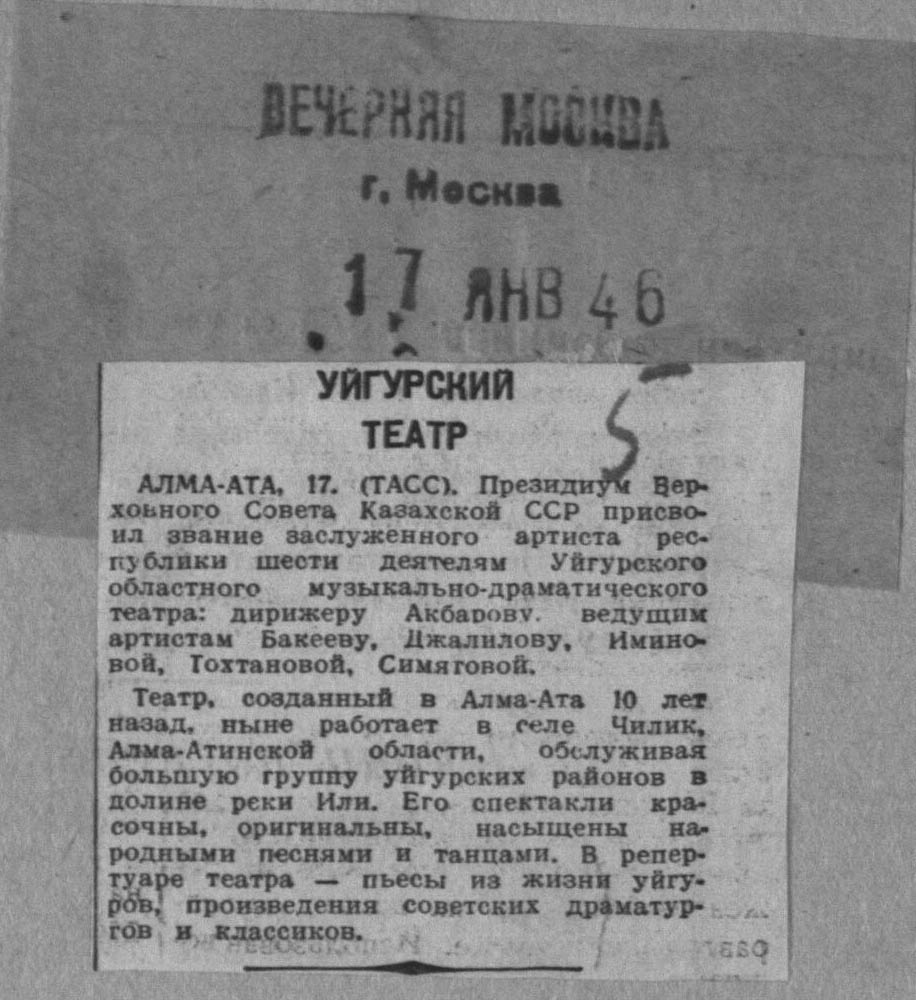 ВЕЧЕРНЯЯ МОСКВА
г. Москва
17 ЯНВ 46
5
УЙГУРСКИЙ
ТЕАТР
АЛМА-АТА, 17. (ТАСС). Президиум Вер-
ховного Совета Казахской ССР присво-
ил звание заслуженного артиста рес-
публики шести деятелям Уйгурского
областного музыкально-драматического
театра: дирижеру Акбарову, ведущим
артистам Бакееву, Джалилову, Имино-
вой, Тохтановой, Симяговой.
Театр, созданный в Алма-Ата 10 лет
назад, ныне работает в селе Чилик,
Алма-Атинской области, обслуживая
большую группу уйгурских районов в
долине реки Или. Его спектакли кра-
сочны, оригинальны, насыщены на-
родными песнями и танцами. В репер-
туаре театра — пьесы из жизни уйгу-
ров, произведения советских драматур-
гов и классиков.